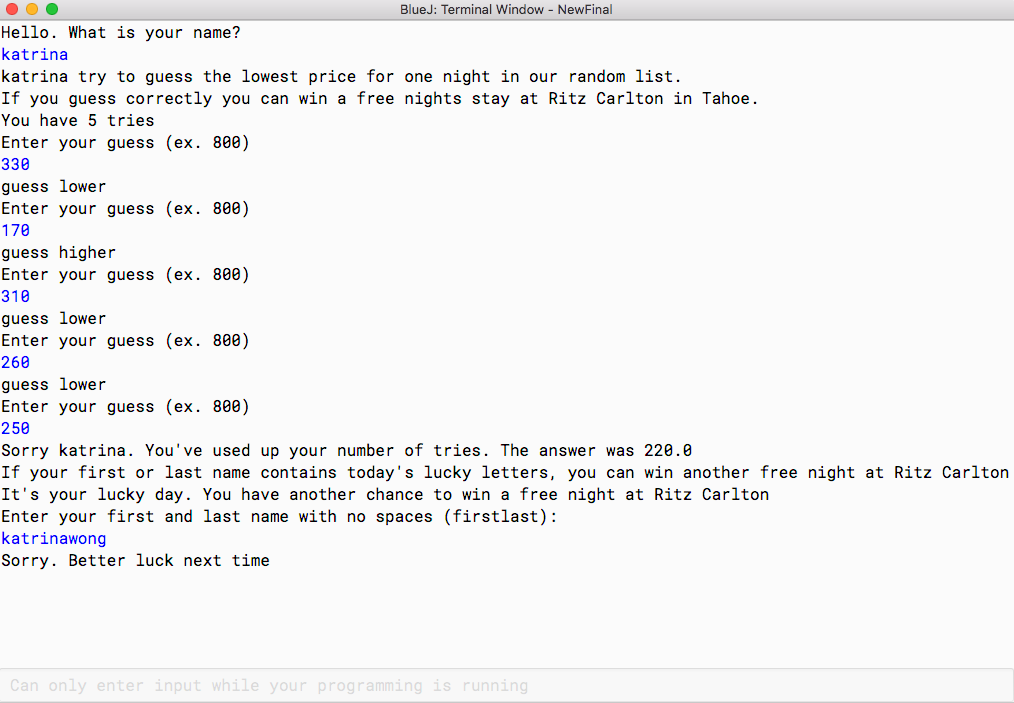 BlueJ: Terminal Window - NewFinal
Hello. What is your name?
katrina
katrina try to guess the lowest price for one night in our random list.
If you guess correctly you can win a free nights stay at Ritz Carlton in Tahoe.
You have 5 tries
Enter your guess (ex. 800)
330
guess lower
Enter your guess (ex. 800)
170
guess higher
Enter your guess (ex. 800)
310
guess lower
Enter your guess (ex. 800)
260
guess lower
Enter your guess (ex. 800)
250
Sorry katrina. You've used up your number of tries. The answer was 220.0
If your first or last name contains today's lucky letters, you can win another free night at Ritz Carlton
It's your lucky day. You have another chance to win a free night at Ritz Carlton
Enter your first and last name with no spaces (firstlast):
katrinawong
Sorry. Better luck next time
Can only enter input while your programming is running